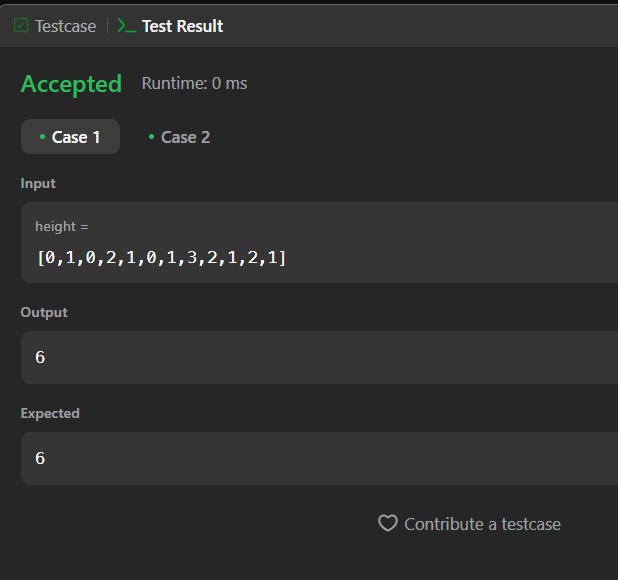 Testcase | Test Result
Accepted Runtime: 0 ms
• Case 1 • Case 2
Input
height =
[0,1,0,2,1,0,1,3,2,1,2,1]
Output
6
Expected
6
Contribute a testcase